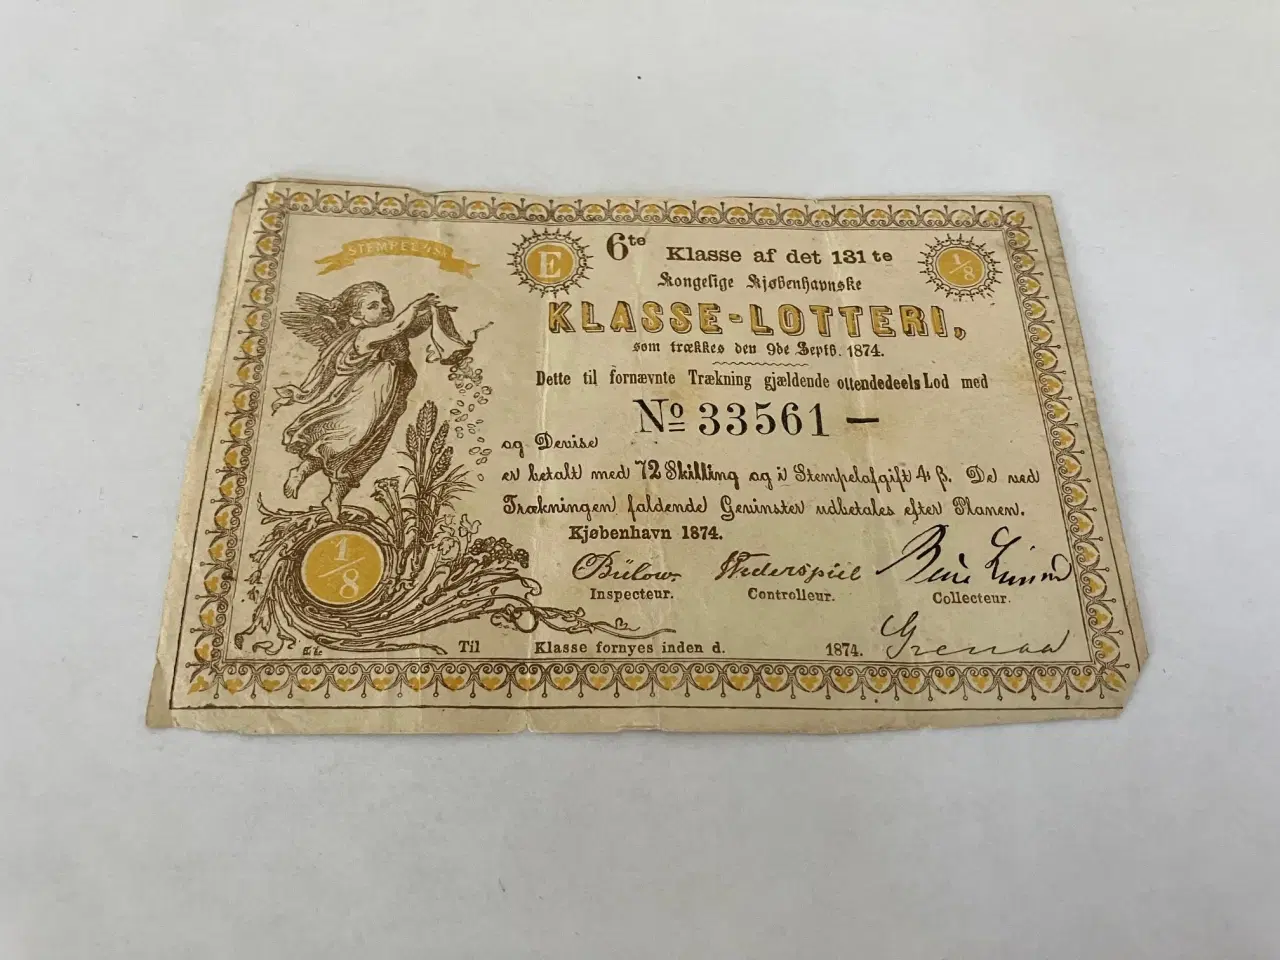 STEMPEL 4 SK
E
6te Klasse af det 131te
1/8
Kongelige Kjøbenhavnske
KLASSE-LOTTERI,
som trækkes den 9de Septb. 1874.
Dette til fornævnte Trækning gjældende ottendedeels Lod med
No 33561 —
og Devise
er betalt med 72 Skilling og i Stempelafgift 4 ß. De ved
Trækningen faldende Gevinster udbetales efter Planen.
Kjøbenhavn 1874.
1/8
Bülow. Nederspiel
Inspecteur. Controlleur. Collecteur.
Grenaa
Til Klasse fornyes inden d. 1874.